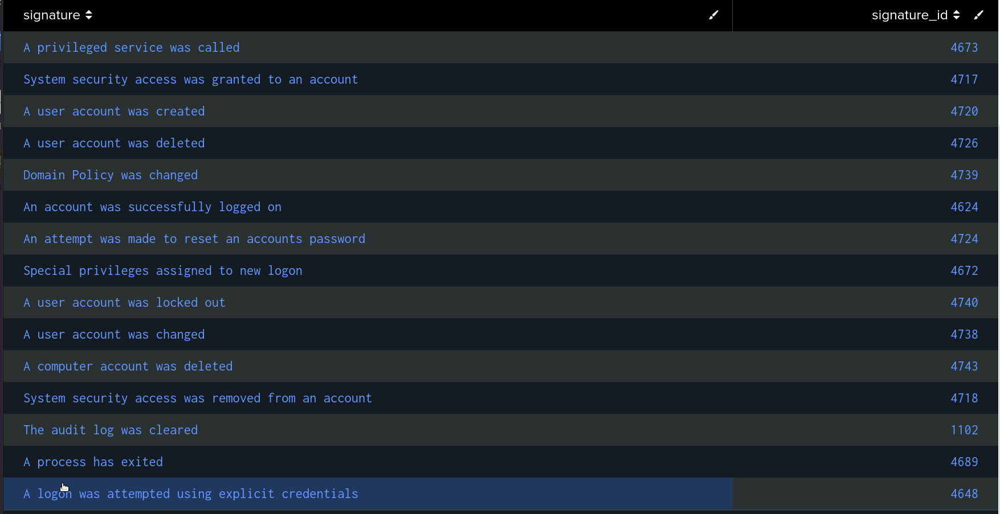 signature signature_id
A privileged service was called 4673
System security access was granted to an account 4717
A user account was created 4720
A user account was deleted 4726
Domain Policy was changed 4739
An account was successfully logged on 4624
An attempt was made to reset an accounts password 4724
Special privileges assigned to new logon 4672
A user account was locked out 4740
A user account was changed 4738
A computer account was deleted 4743
System security access was removed from an account 4718
The audit log was cleared 1102
A process has exited 4689
A logon was attempted using explicit credentials 4648